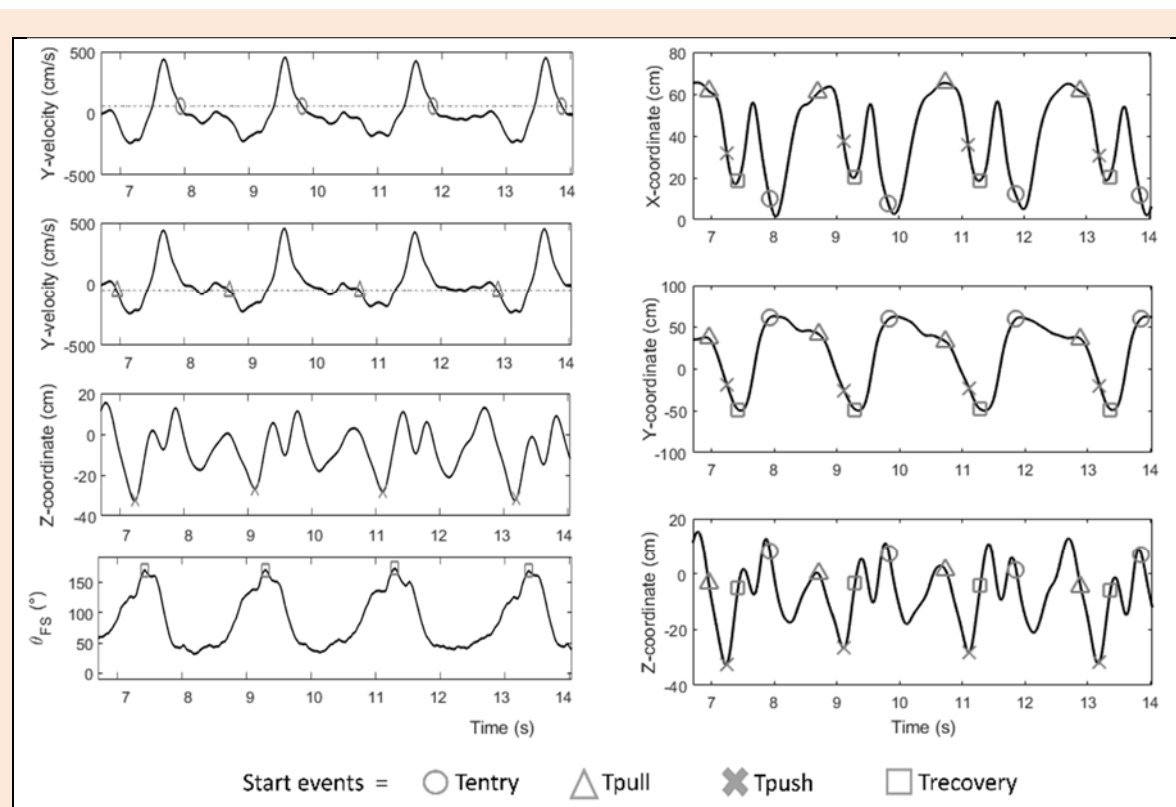 Y-velocity (cm/s)
500
0
-500
7 8 9 10 11 12 13 14
Y-velocity (cm/s)
500
0
-500
7 8 9 10 11 12 13 14
Z-coordinate (cm)
20
0
-20
-40
7 8 9 10 11 12 13 14
θFS (°)
150
100
50
0
7 8 9 10 11 12 13 14
Time (s)
X-coordinate (cm)
80
60
40
20
0
7 8 9 10 11 12 13 14
Y-coordinate (cm)
100
50
0
-50
-100
7 8 9 10 11 12 13 14
Z-coordinate (cm)
20
0
-20
-40
7 8 9 10 11 12 13 14
Time (s)
Start events = Tentry Tpull Tpush Trecovery